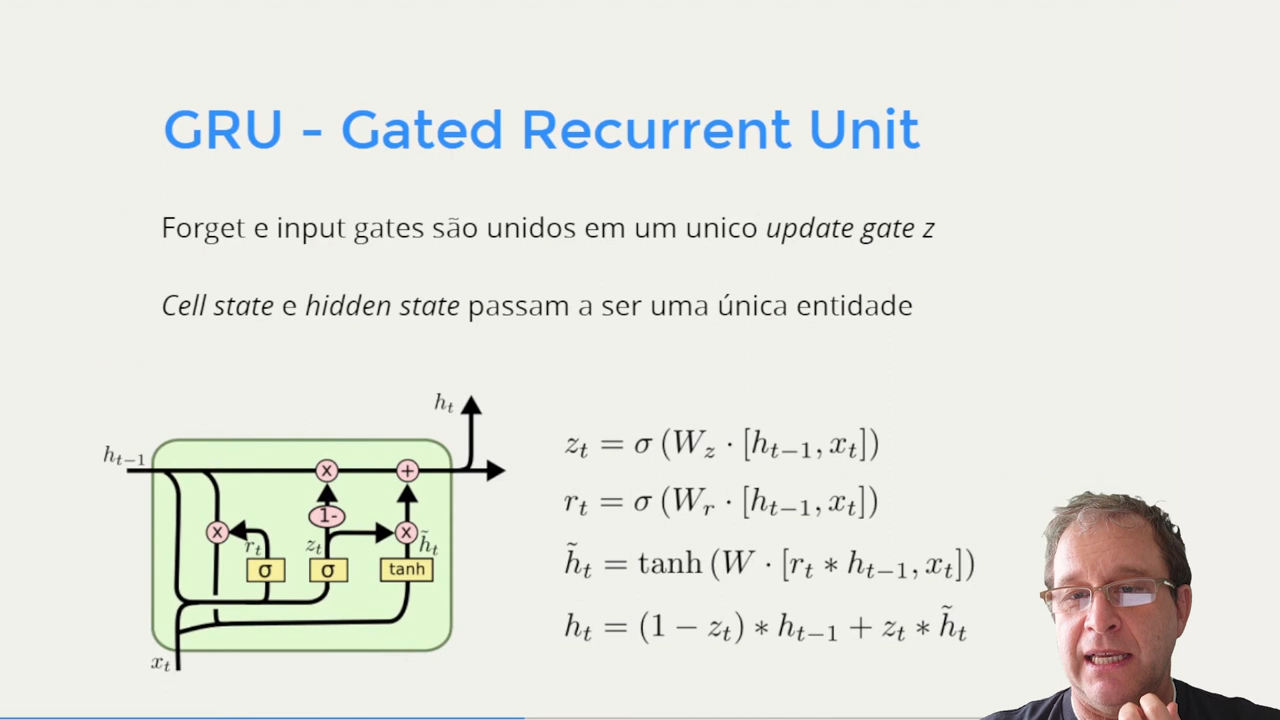 GRU - Gated Recurrent Unit
Forget e input gates são unidos em um unico update gate z
Cell state e hidden state passam a ser uma única entidade
h_t
h_{t-1}
x
+
1-
x
r_t
z_t
x
h̃_t
σ
σ
tanh
x_t
z_t = σ (W_z · [h_{t-1}, x_t])
r_t = σ (W_r · [h_{t-1}, x_t])
h̃_t = tanh (W · [r_t * h_{t-1}, x_t])
h_t = (1 − z_t) * h_{t-1} + z_t * h̃_t